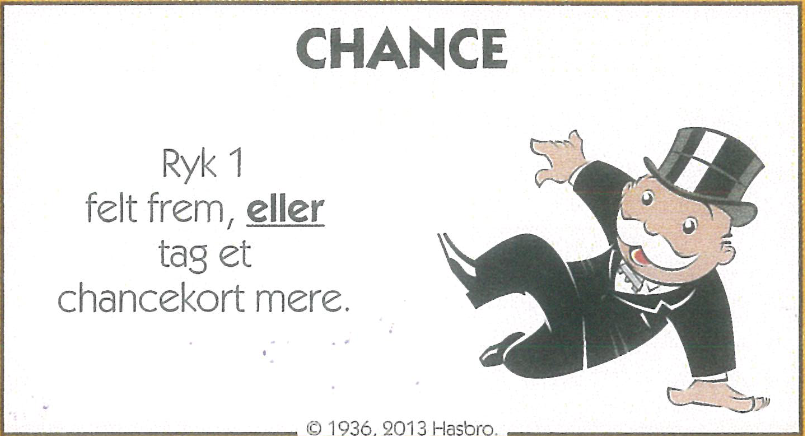 CHANCE
Ryk 1
felt frem, eller
tag et
chancekort mere.
© 1936, 2013 Hasbro.